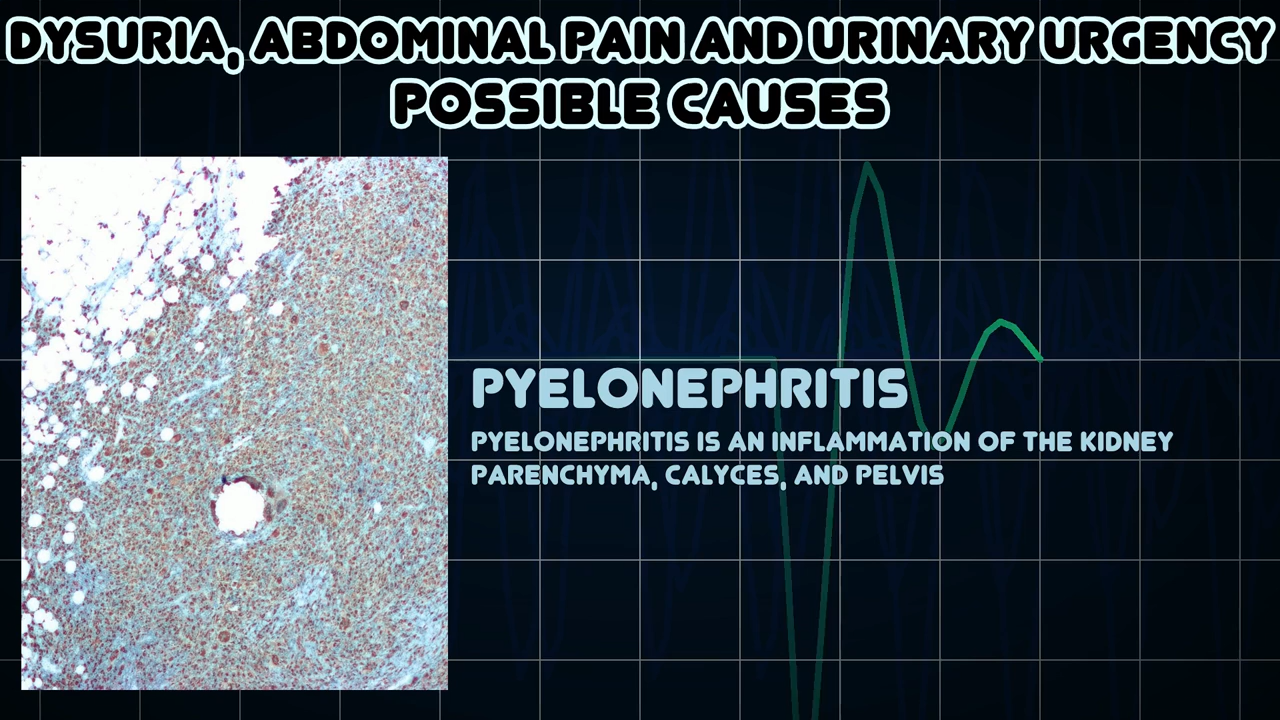 DYSURIA, ABDOMINAL PAIN AND URINARY URGENCY
POSSIBLE CAUSES
PYELONEPHRITIS
PYELONEPHRITIS IS AN INFLAMMATION OF THE KIDNEY
PARENCHYMA, CALYCES, AND PELVIS